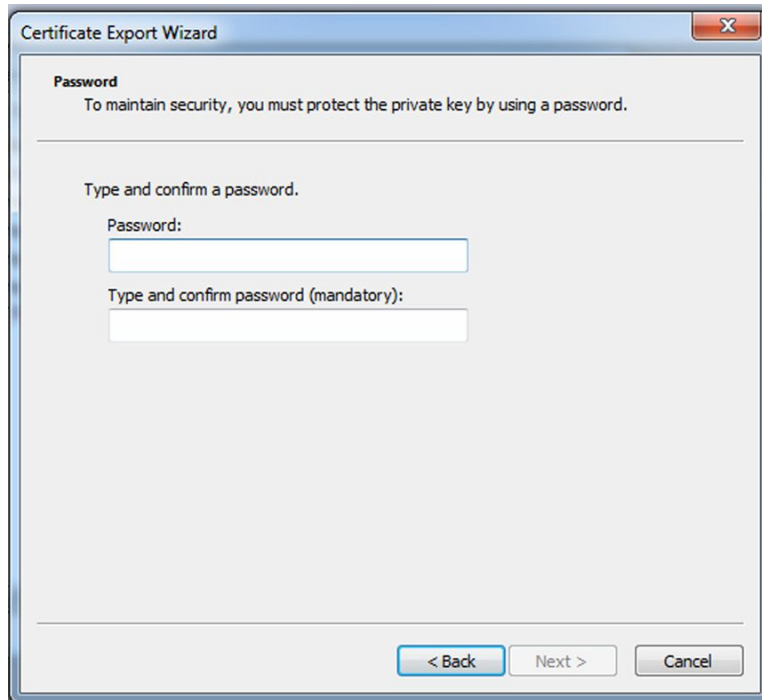 Certificate Export Wizard
Password
To maintain security, you must protect the private key by using a password.
Type and confirm a password.
Password:
Type and confirm password (mandatory):
< Back Next > Cancel